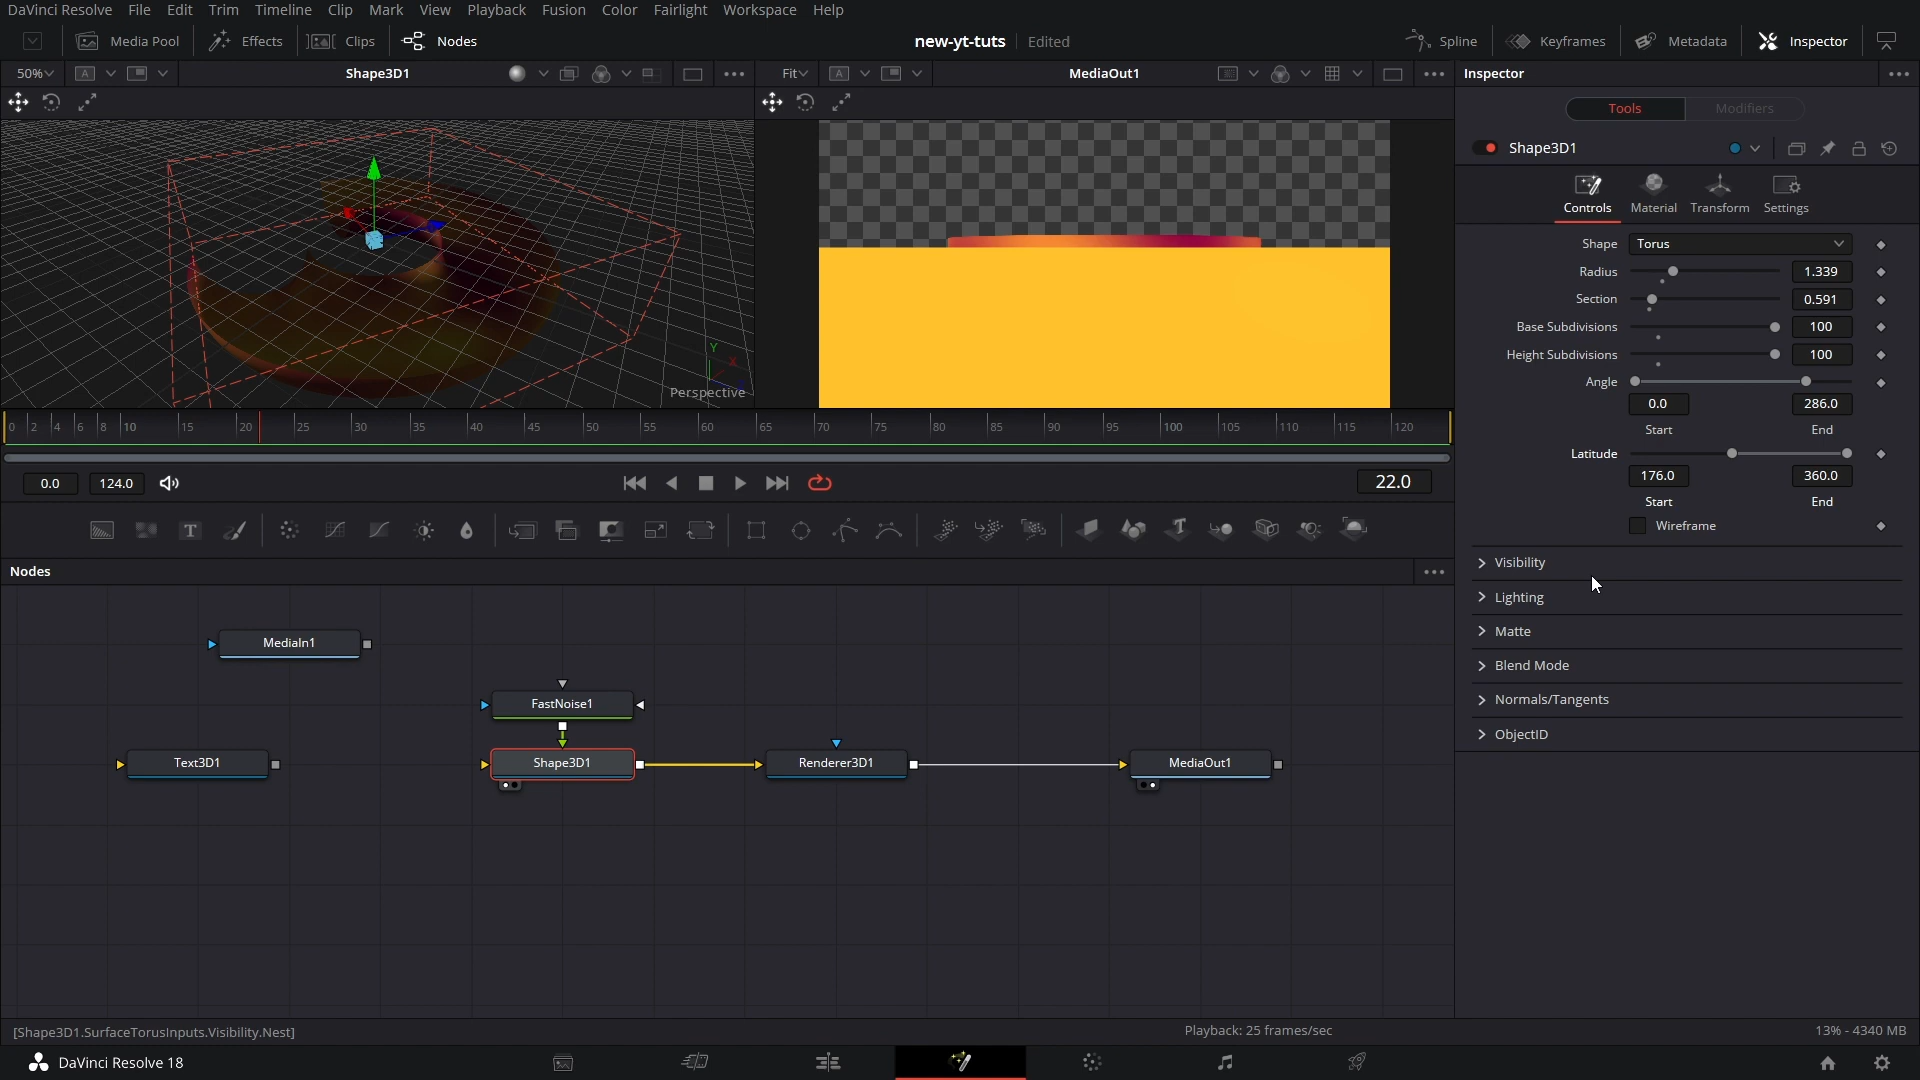 DaVinci Resolve File Edit Trim Timeline Clip Mark View Playback Fusion Color Fairlight Workspace Help
Media Pool Effects Clips Nodes new-yt-tuts Edited Spline Keyframes Metadata Inspector
50% A Shape3D1 Fit A MediaOut1 Inspector
Tools Modifiers
Shape3D1
Controls Material Transform Settings
Shape Torus
Radius 1.339
Section 0.591
Base Subdivisions 100
Height Subdivisions 100
Angle
0.0 286.0
Start End
Latitude
176.0 360.0
Start End
Wireframe
Visibility
Lighting
Matte
Blend Mode
Normals/Tangents
ObjectID
Y
X
Perspective
0 2 4 6 8 10 15 20 25 30 35 40 45 50 55 60 65 70 75 80 85 90 95 100 105 110 115 120
0.0 124.0 22.0
T T
Nodes
MediaIn1
FastNoise1
Text3D1 Shape3D1 Renderer3D1 MediaOut1
[Shape3D1.SurfaceTorusInputs.Visibility.Nest] Playback: 25 frames/sec 13% - 4340 MB
DaVinci Resolve 18